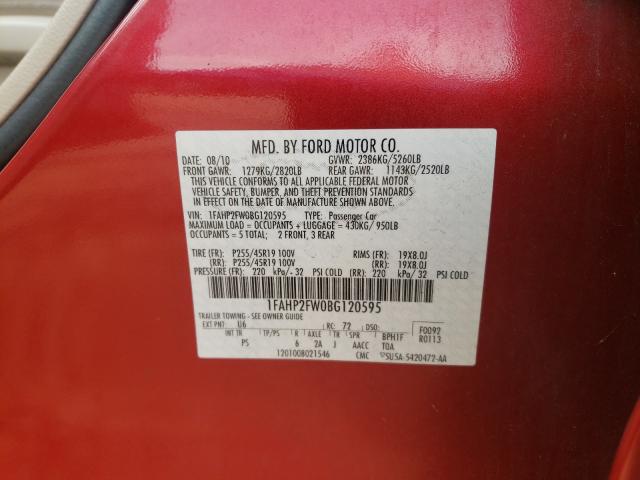 MFD. BY FORD MOTOR CO.
DATE: 08/10 GVWR: 2386KG/5260LB
FRONT GAWR: 1279KG/2820LB REAR GAWR: 1143KG/2520LB
THIS VEHICLE CONFORMS TO ALL APPLICABLE FEDERAL MOTOR
VEHICLE SAFETY, BUMPER, AND THEFT PREVENTION STANDARDS
IN EFFECT ON THE DATE OF MANUFACTURE SHOWN ABOVE.
VIN: 1FAHP2FW0BG120595 TYPE: Passenger Car
MAXIMUM LOAD = OCCUPANTS + LUGGAGE = 430KG/950LB
OCCUPANTS = 5 TOTAL: 2 FRONT, 3 REAR
TIRE (FR): P255/45R19 100V RIMS (FR): 19X8.0J
(RR): P255/45R19 100V (RR): 19X8.0J
PRESSURE (FR): 220 kPa/ 32 PSI COLD (RR): 220 kPa/ 32 PSI COLD
1FAHP2FW0BG120595
TRAILER TOWING - SEE OWNER GUIDE
EXT PNT: U6 RC: 72 DSO: F0092
INT TR TP/PS R AXLE TR SPR BPH1F R0113
PS 6 2A J AACC TOA
1201008021546 CMC 5U5A-5420472-AA